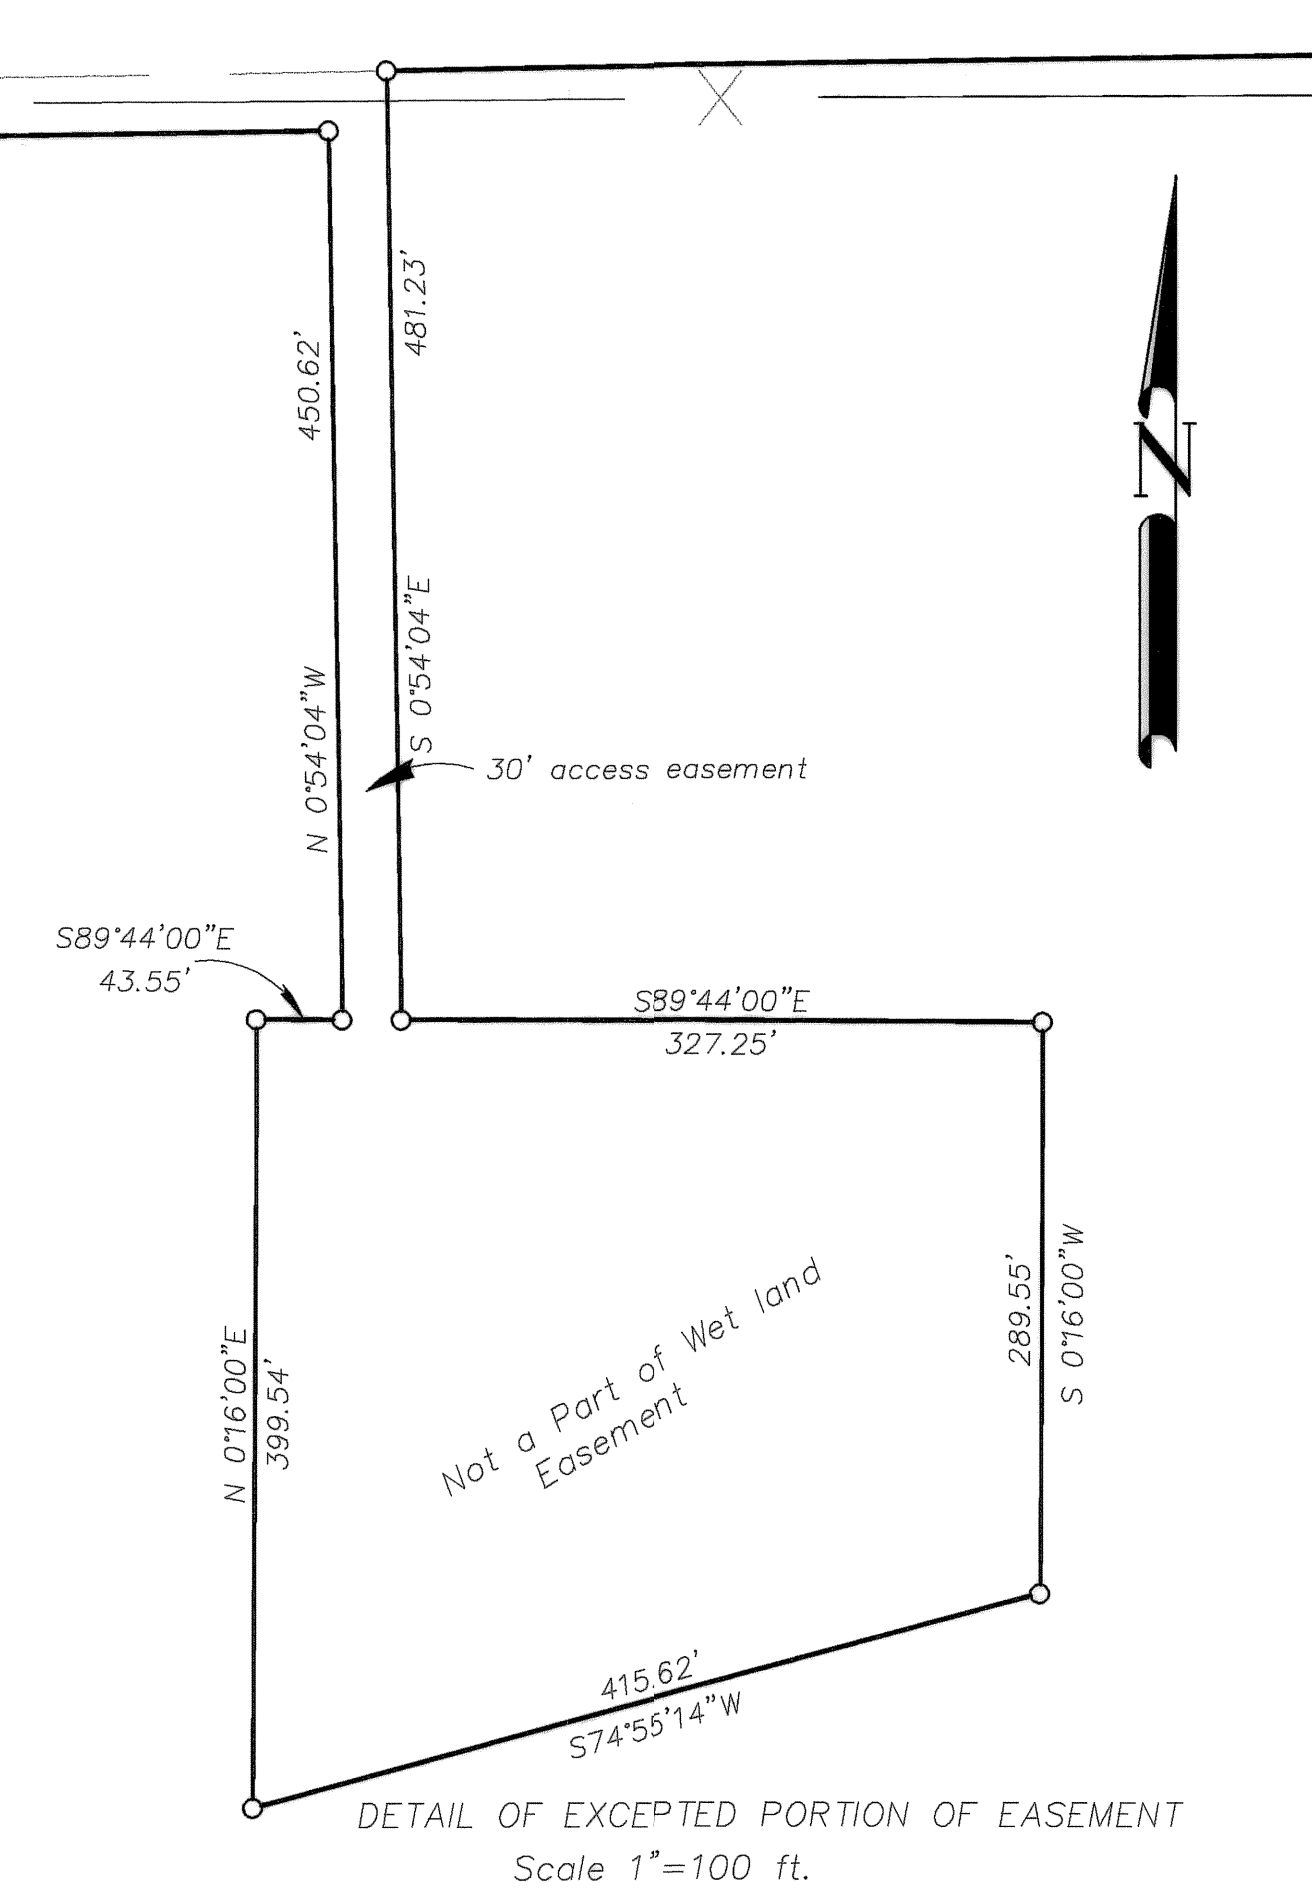 481.23'
450.62'
N
S 0°54'04"E
N 0°54'04"W
30' access easement
S89°44'00"E
43.55'
S89°44'00"E
327.25'
289.55'
S 0°16'00"W
N 0°16'00"E
399.54'
Not a Part of Wet land
Easement
415.62'
S74°55'14"W
DETAIL OF EXCEPTED PORTION OF EASEMENT
Scale 1"=100 ft.